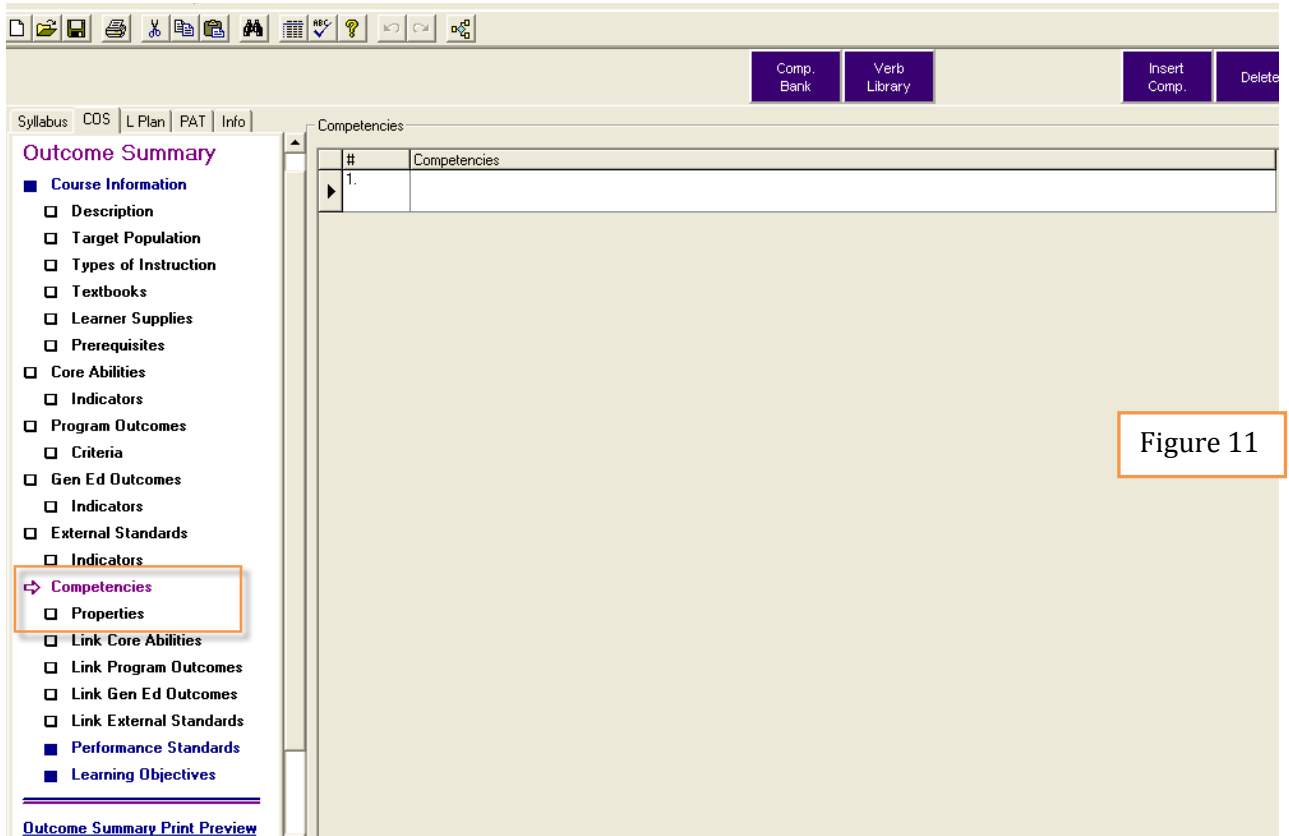 ABC
Comp. Bank
Verb Library
Insert Comp.
Delete
Syllabus COS L Plan PAT Info
Competencies
Outcome Summary
# Competencies
1.
Course Information
Description
Target Population
Types of Instruction
Textbooks
Learner Supplies
Prerequisites
Core Abilities
Indicators
Program Outcomes
Criteria
Gen Ed Outcomes
Indicators
External Standards
Indicators
Competencies
Properties
Link Core Abilities
Link Program Outcomes
Link Gen Ed Outcomes
Link External Standards
Performance Standards
Learning Objectives
Outcome Summary Print Preview
Figure 11